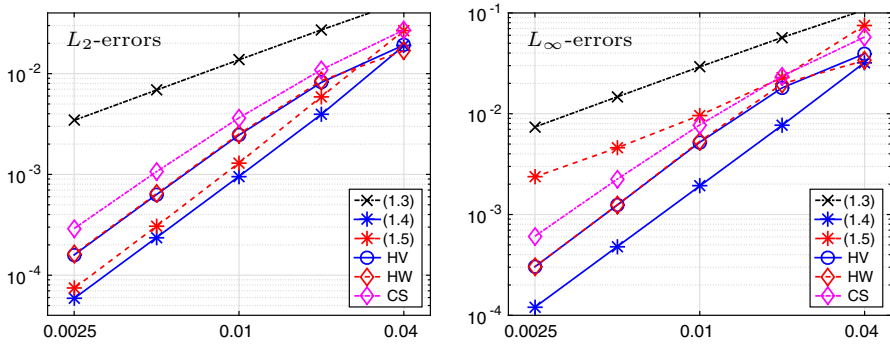 L₂-errors
10⁻²
10⁻³
10⁻⁴
(1.3)
(1.4)
(1.5)
HV
HW
CS
0.0025
0.01
0.04
L∞-errors
10⁻¹
10⁻²
10⁻³
10⁻⁴
(1.3)
(1.4)
(1.5)
HV
HW
CS
0.0025
0.01
0.04